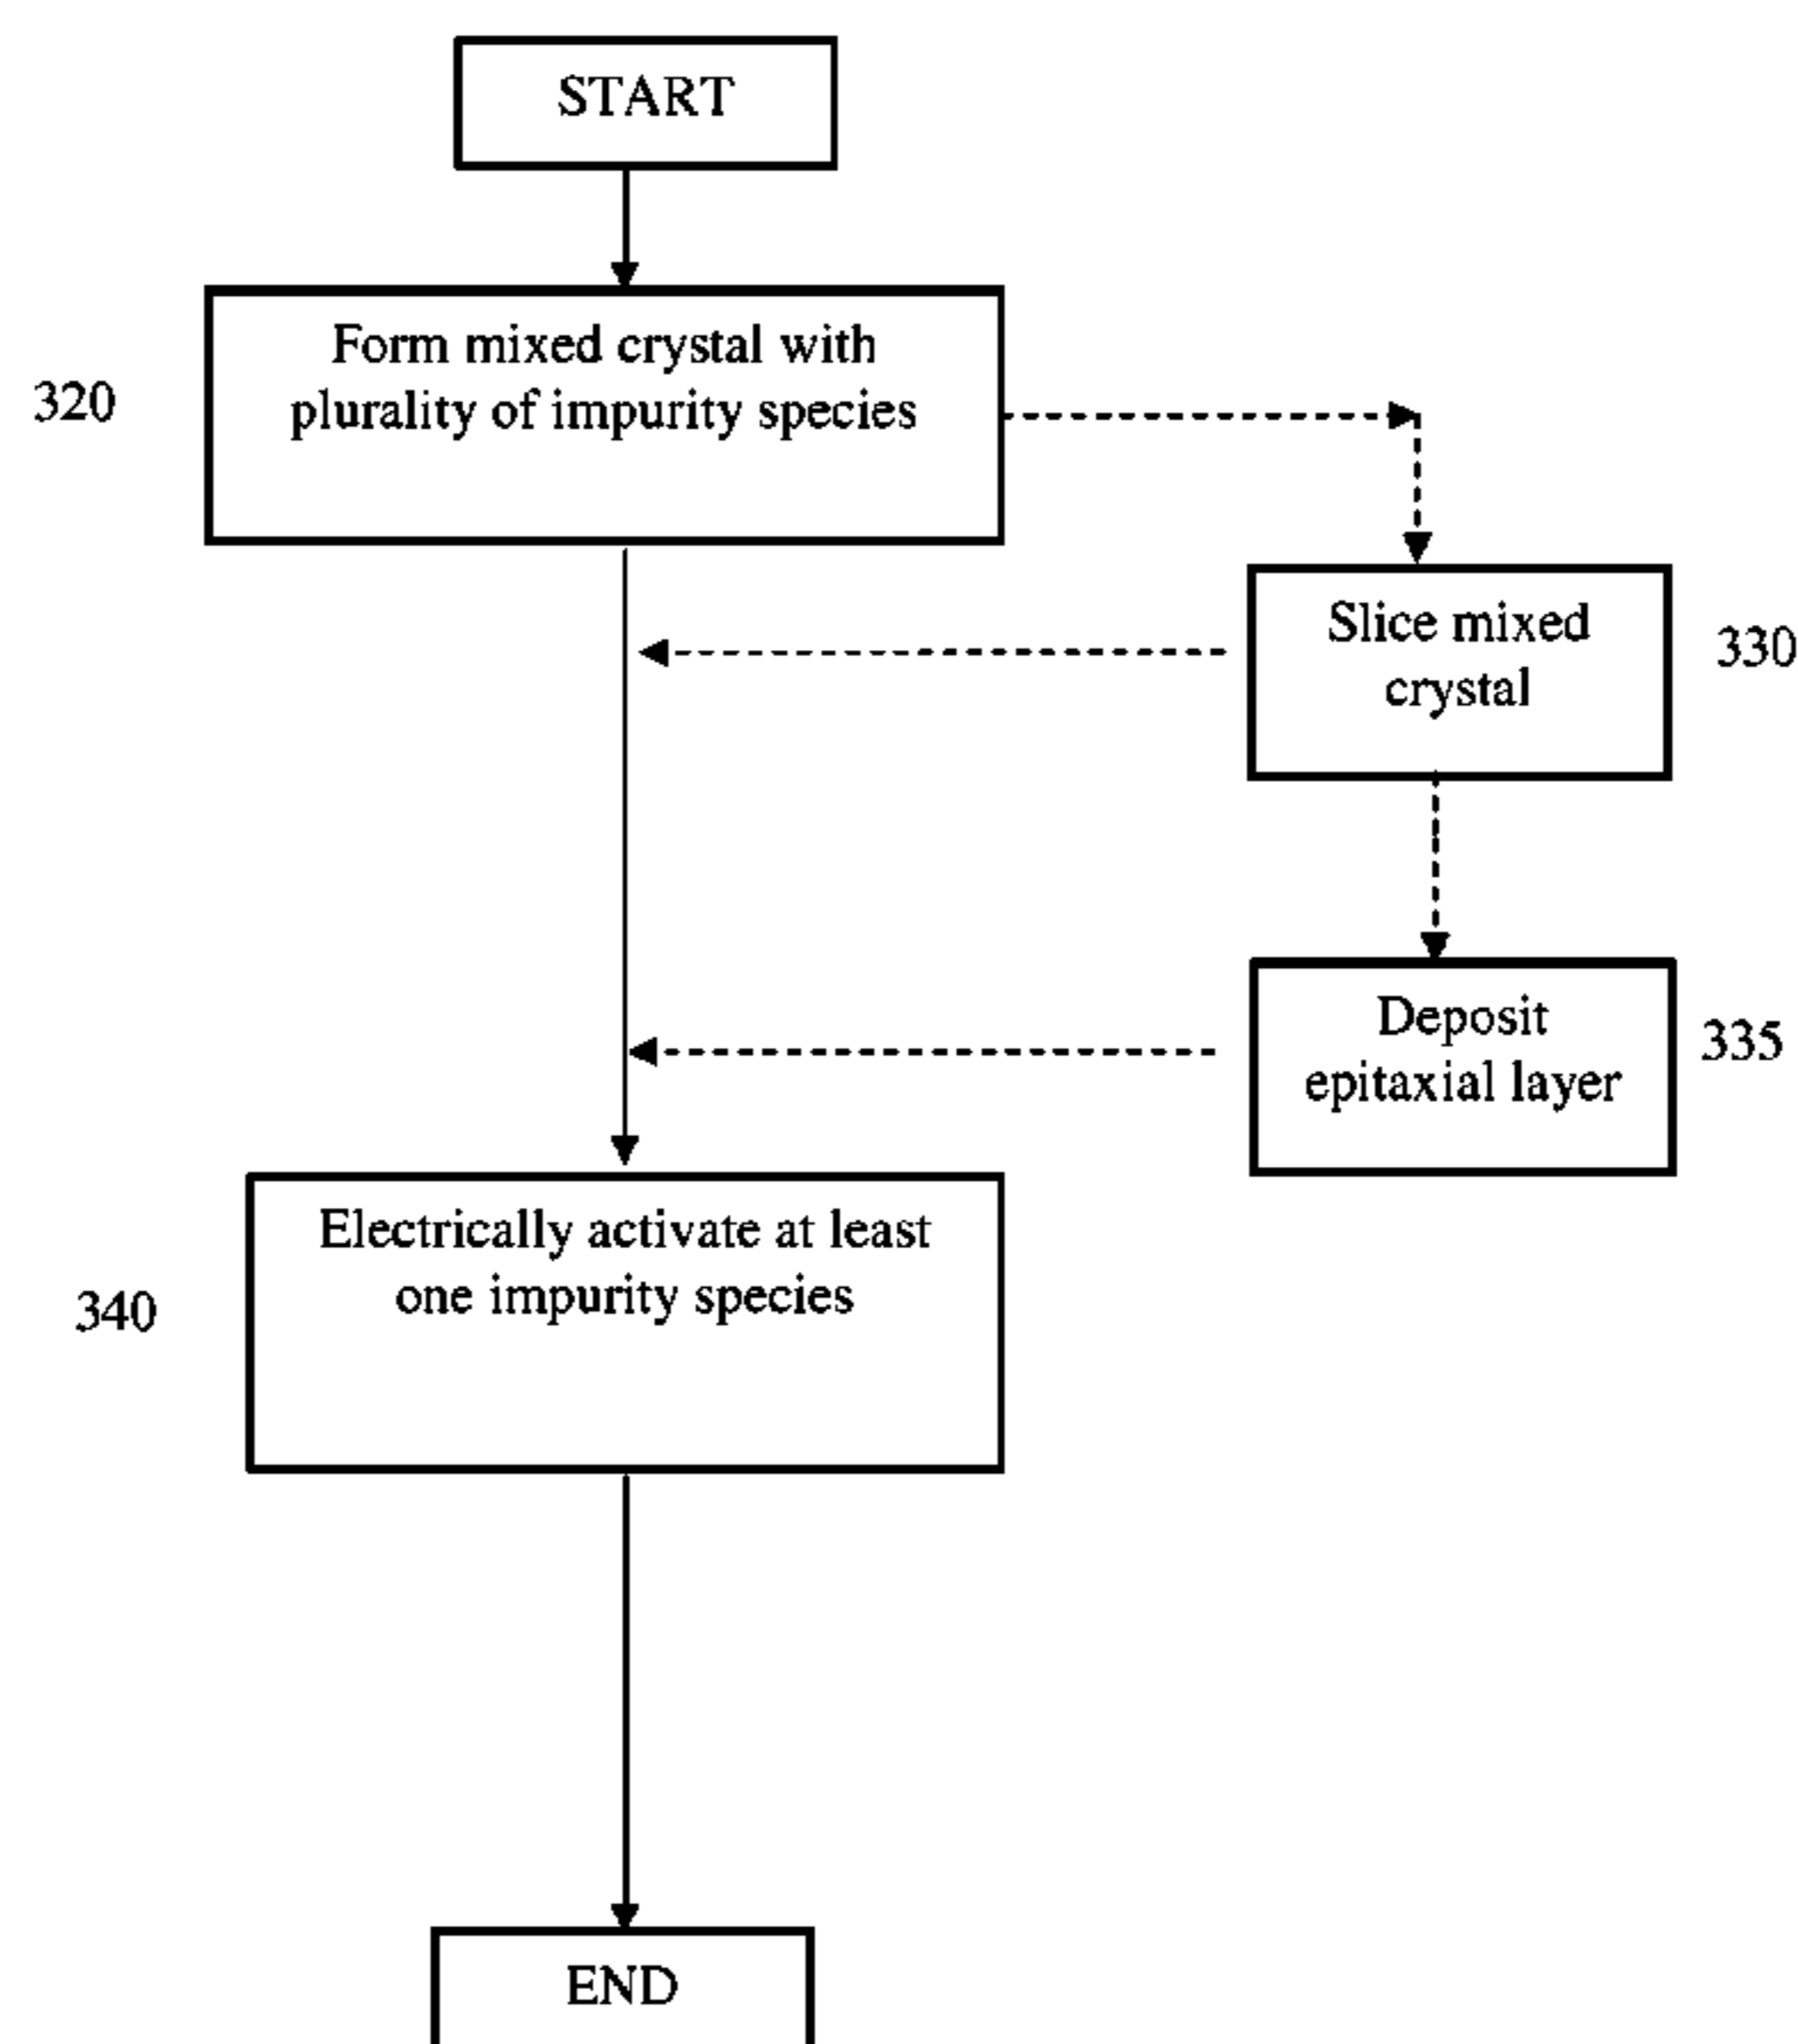 START
320
Form mixed crystal with
plurality of impurity species
Slice mixed
crystal
330
Deposit
epitaxial layer
335
340
Electrically activate at least
one impurity species
END